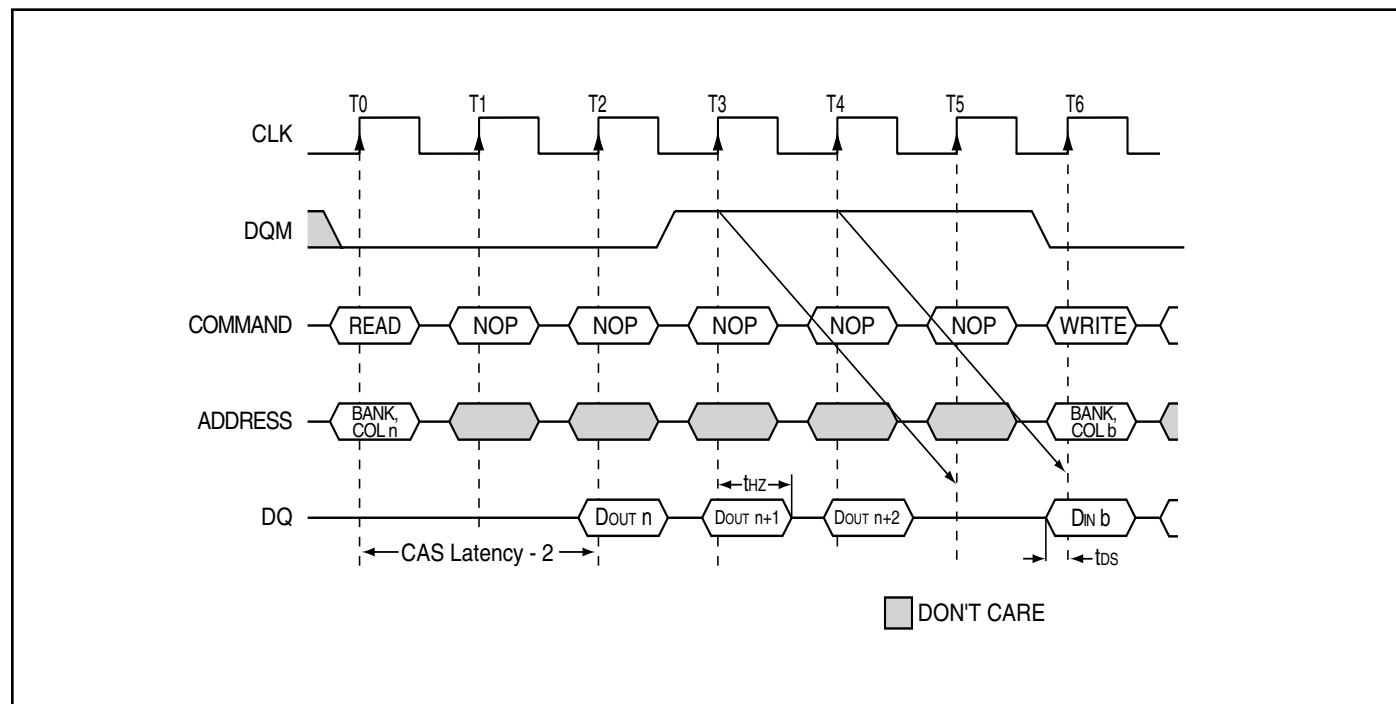 T0 T1 T2 T3 T4 T5 T6
CLK
DQM
COMMAND READ NOP NOP NOP NOP NOP WRITE
ADDRESS BANK, COL n BANK, COL b
tHZ
DQ DOUT n DOUT n+1 DOUT n+2 DIN b
CAS Latency - 2 tDS
DON'T CARE